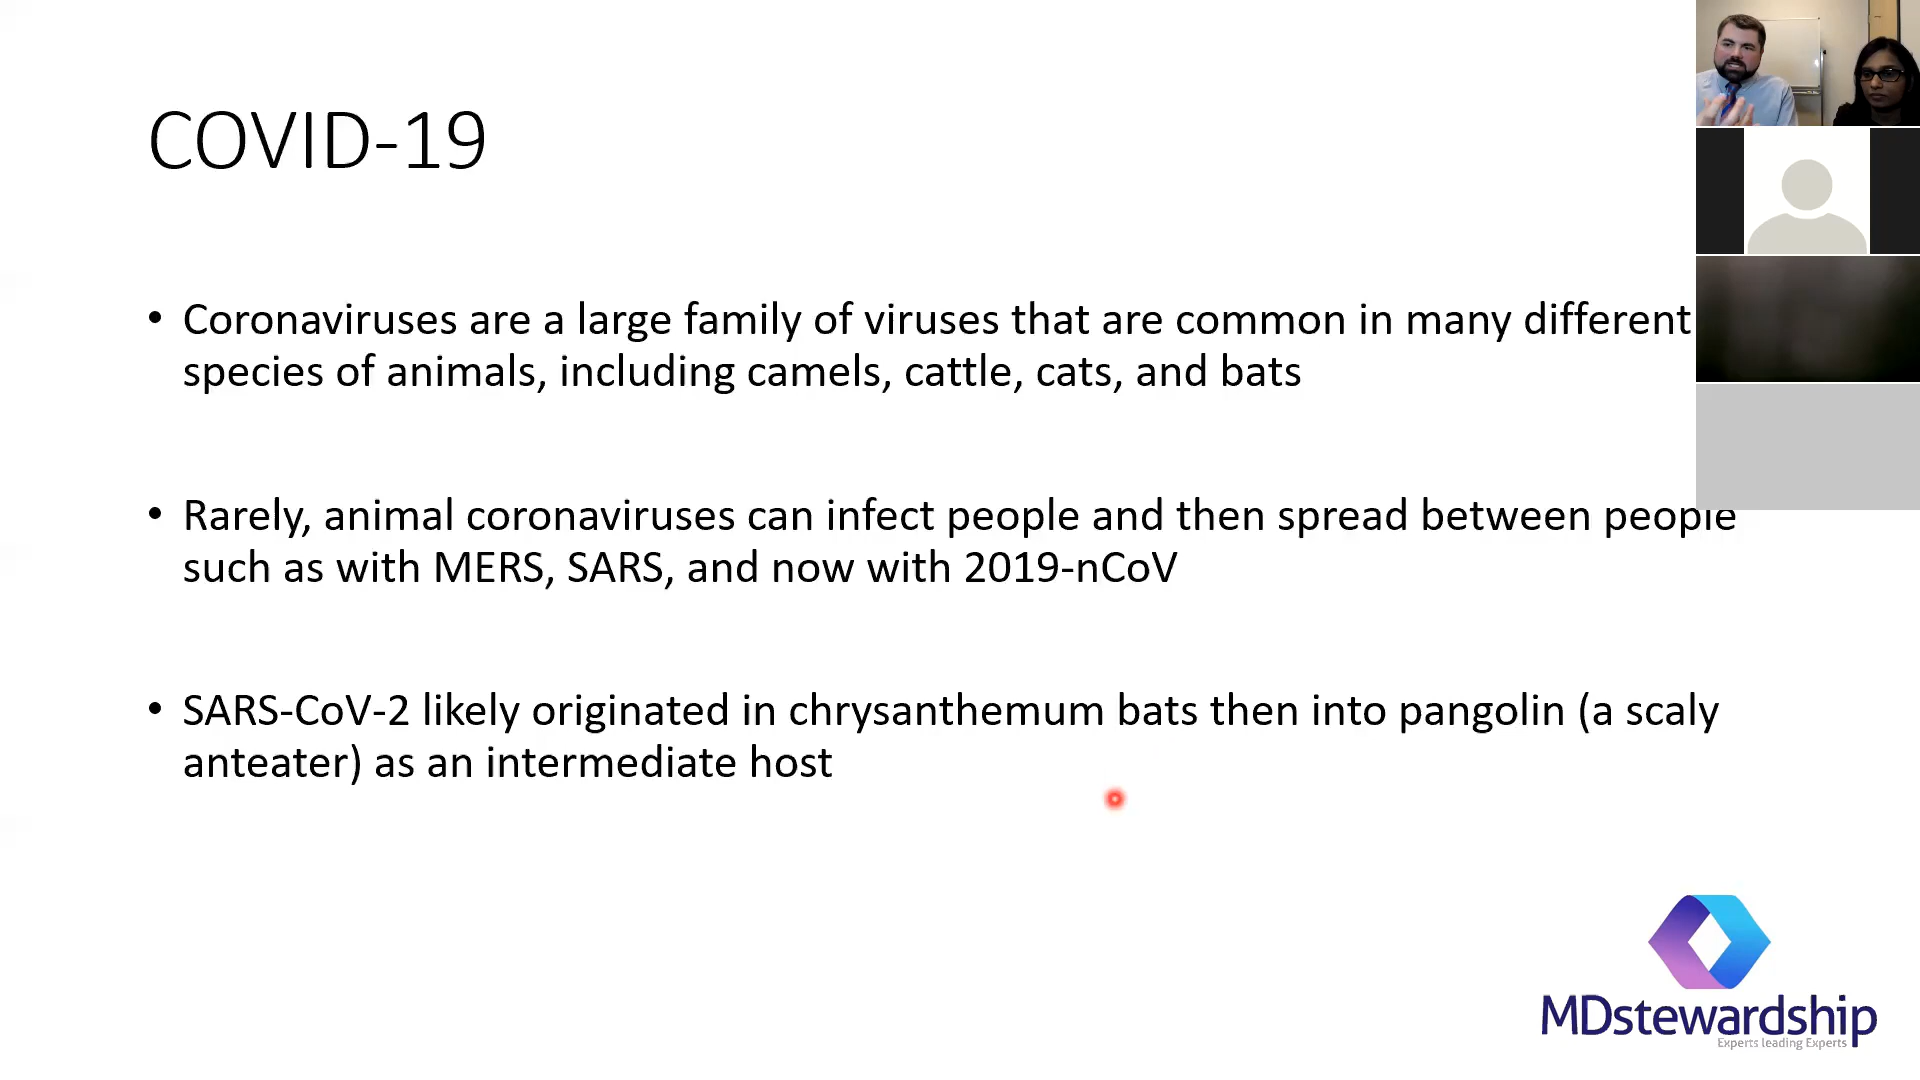 COVID-19
• Coronaviruses are a large family of viruses that are common in many different
species of animals, including camels, cattle, cats, and bats
• Rarely, animal coronaviruses can infect people and then spread between people
such as with MERS, SARS, and now with 2019-nCoV
• SARS-CoV-2 likely originated in chrysanthemum bats then into pangolin (a scaly
anteater) as an intermediate host
MDstewardship
Experts leading Experts